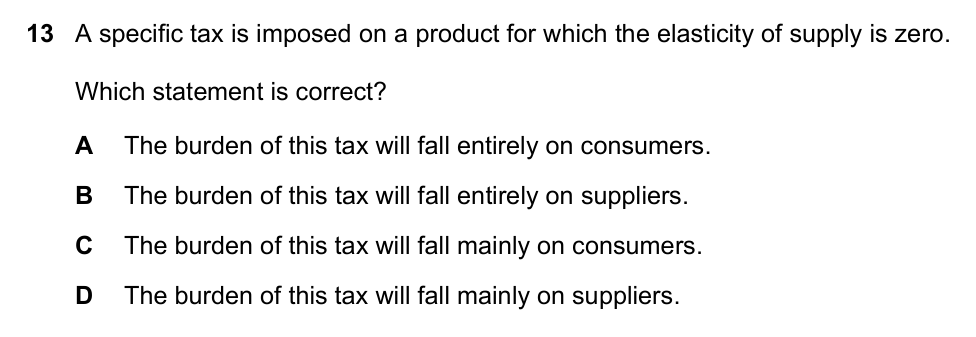 13 A specific tax is imposed on a product for which the elasticity of supply is zero.
Which statement is correct?
A The burden of this tax will fall entirely on consumers.
B The burden of this tax will fall entirely on suppliers.
C The burden of this tax will fall mainly on consumers.
D The burden of this tax will fall mainly on suppliers.